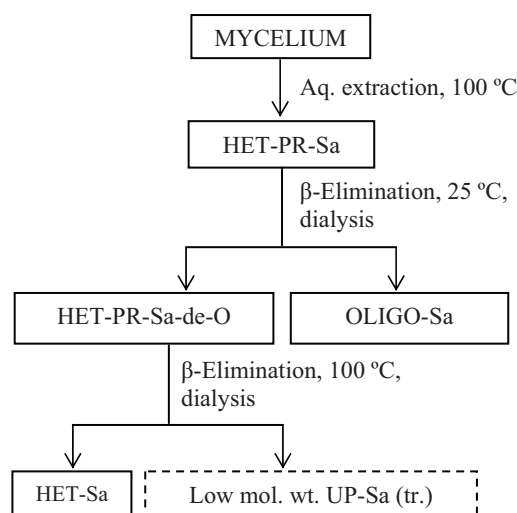 MYCELIUM
Aq. extraction, 100 ºC
HET-PR-Sa
β-Elimination, 25 ºC,
dialysis
HET-PR-Sa-de-O
OLIGO-Sa
β-Elimination, 100 ºC,
dialysis
HET-Sa
Low mol. wt. UP-Sa (tr.)